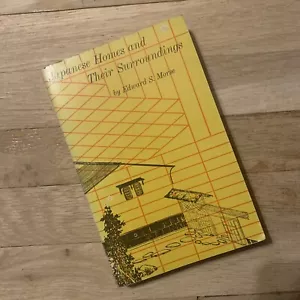 Japanese Homes and
Their Surroundings
by Edward S. Morse